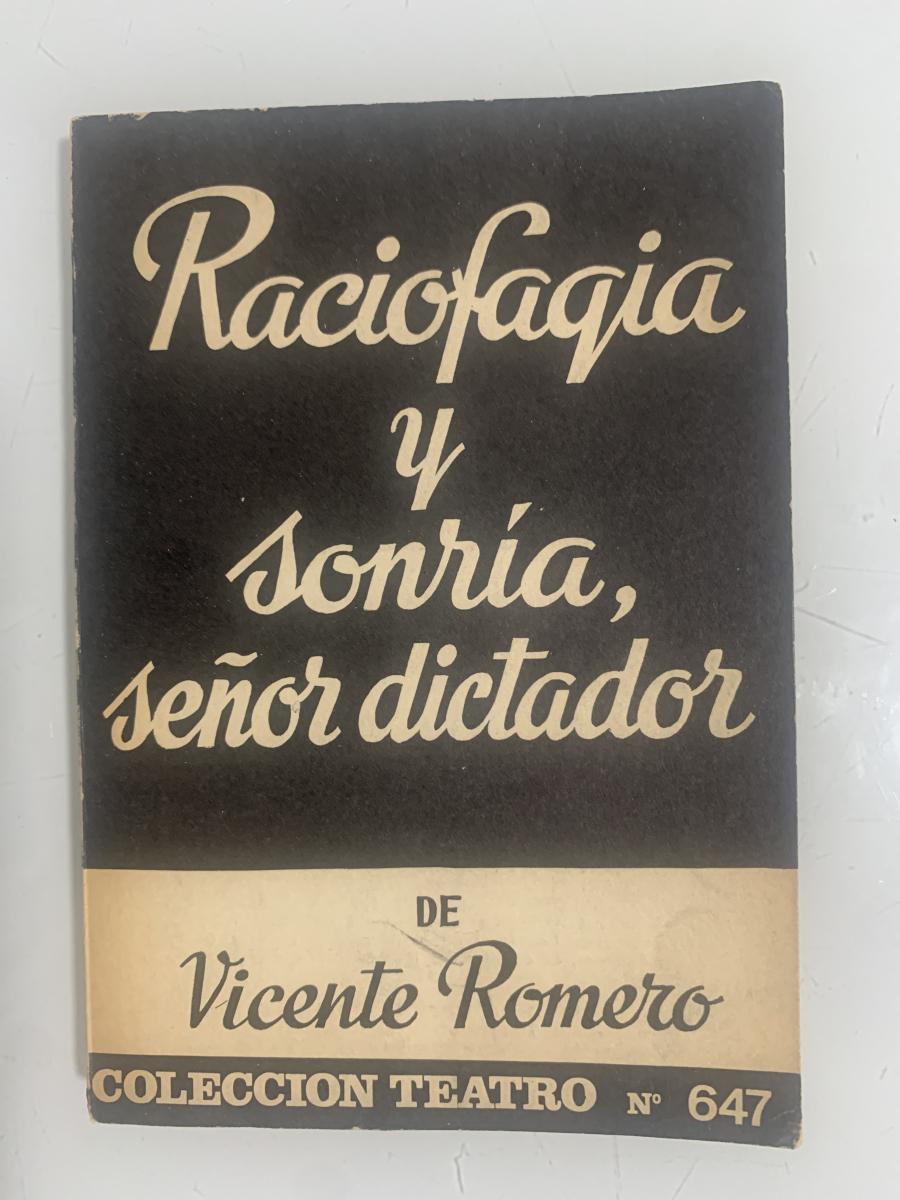 Raciofagia
y
sonría,
señor dictador
DE
Vicente Romero
COLECCION TEATRO Nº 647